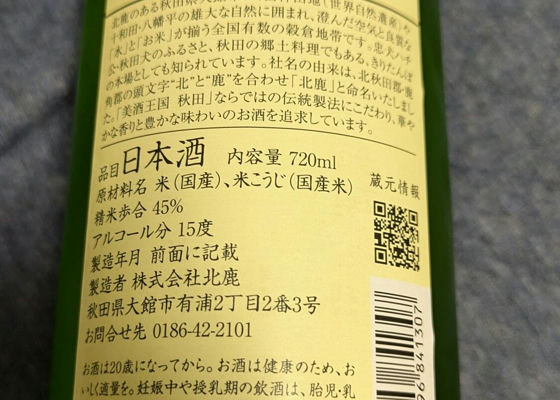 北鹿のある秋田県大館
(世界自然遺産)や
十和田・八幡平の雄大な自然に囲まれ、澄んだ空気と良質な
「水」と「お米」が揃う全国有数の穀倉地帯です。忠犬ハチ
公・秋田犬のふるさと、秋田の郷土料理でもある、きりたんぽ
の本場としても知られています。社名の由来は、北秋田郡・鹿
角郡の頭文字“北”と“鹿”を合わせ「北鹿」と命名いたしまし
た。「美酒王国 秋田」ならではの伝統製法にこだわり、華や
かな香りと豊かな味わいのお酒を追求しています。
品目 日本酒 内容量 720ml
原材料名 米(国産)、米こうじ(国産米)
精米歩合 45%
アルコール分 15度
製造年月 前面に記載
製造者 株式会社北鹿
秋田県大館市有浦2丁目2番3号
お問合せ先 0186-42-2101
蔵元情報
お酒は20歳になってから。お酒は健康のため、お
いしく適量を。妊娠中や授乳期の飲酒は、胎児・乳
96841307